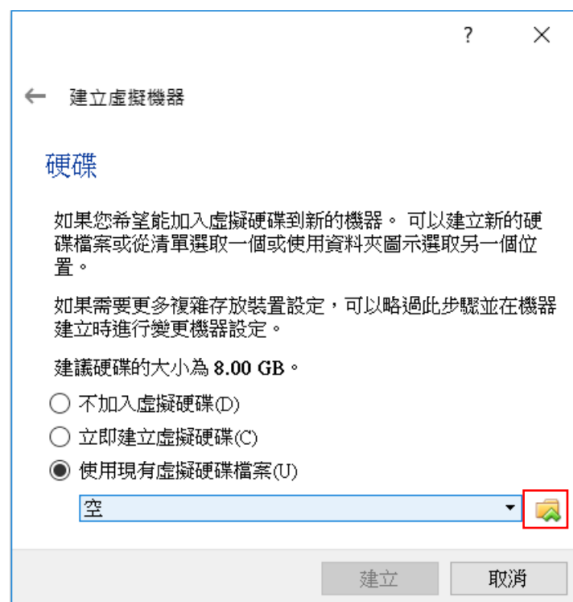 ?
建立虛擬機器
硬碟
如果您希望能加入虛擬硬碟到新的機器。 可以建立新的硬
碟檔案或從清單選取一個或使用資料夾圖示選取另一個位
置。
如果需要更多複雜存放裝置設定，可以略過此步驟並在機器
建立時進行變更機器設定。
建議硬碟的大小為 8.00 GB。
不加入虛擬硬碟(D)
立即建立虛擬硬碟(C)
使用現有虛擬硬碟檔案(U)
空
建立 取消